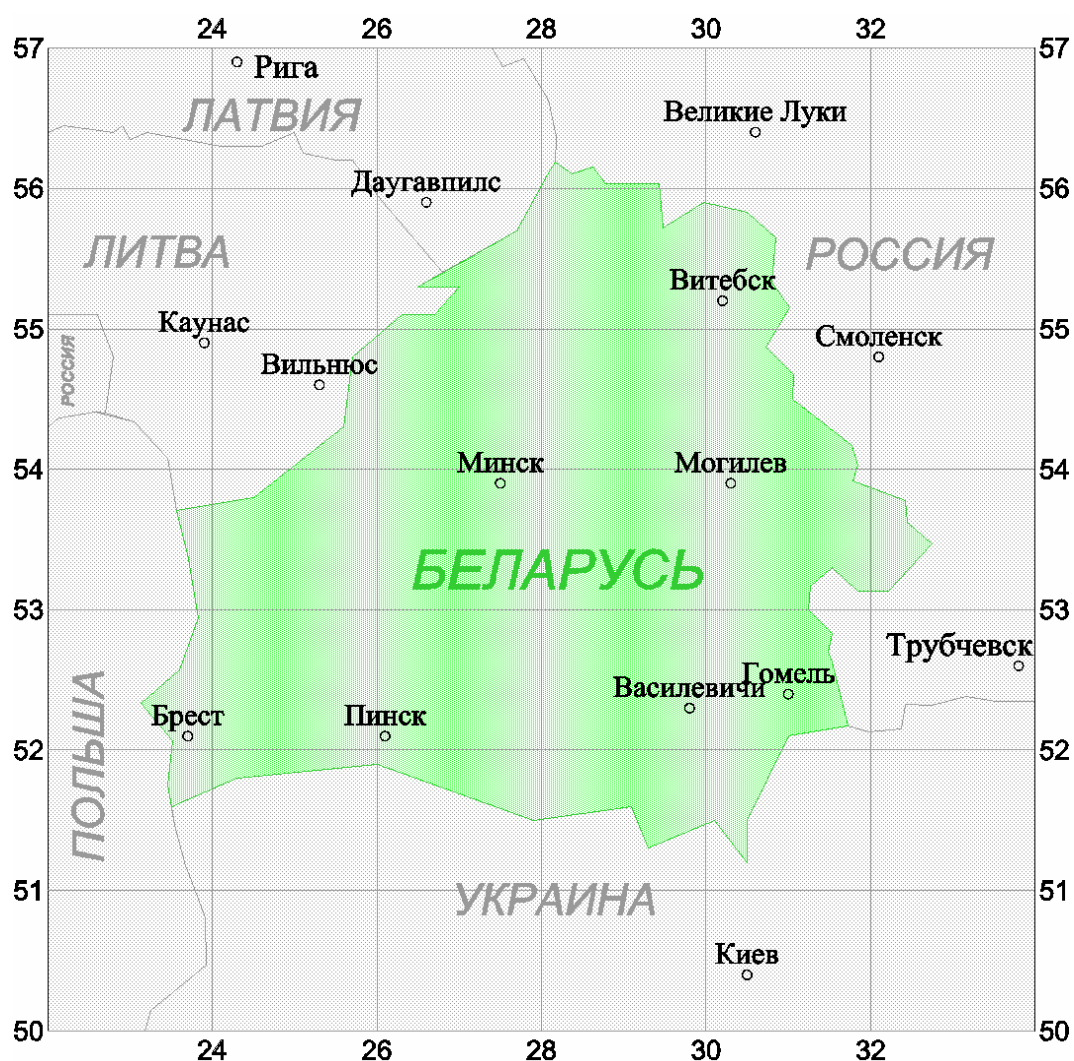 24 26 28 30 32
57 57
Рига
ЛАТВИЯ
Великие Луки
56 56
Даугавпилс
ЛИТВА
РОССИЯ
Витебск
55 55
Каунас
Смоленск
РОССИЯ
Вильнюс
54 54
Минск
Могилев
БЕЛАРУСЬ
53 53
Трубчевск
Гомель
Василевичи
Брест
Пинск
52 52
ПОЛЬША
51 51
УКРАИНА
Киев
50 50
24 26 28 30 32